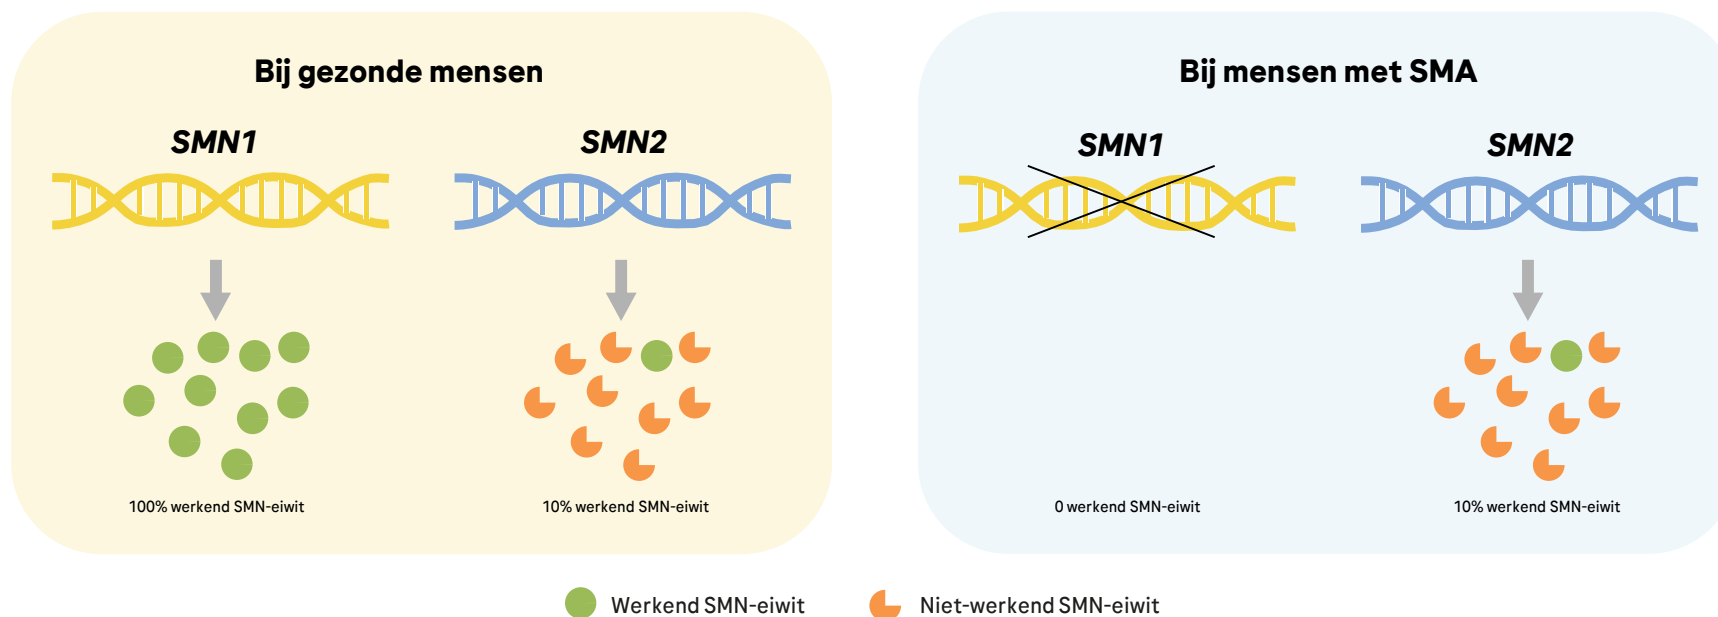 Bij gezonde mensen
SMN1
SMN2
100% werkend SMN-eiwit
10% werkend SMN-eiwit
Bij mensen met SMA
SMN1
SMN2
0 werkend SMN-eiwit
10% werkend SMN-eiwit
Werkend SMN-eiwit
Niet-werkend SMN-eiwit